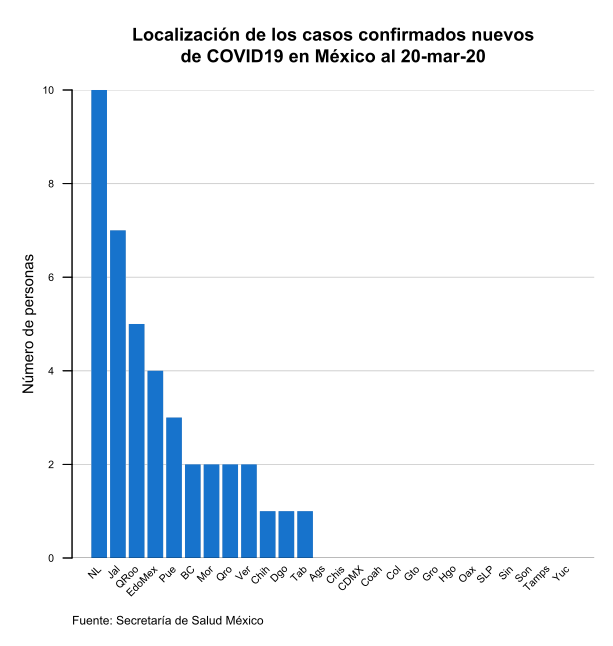 Localización de los casos confirmados nuevos
de COVID19 en México al 20-mar-20
Número de personas
10
8
6
4
2
0
NL
Jal
QRoo
EdoMex
Pue
BC
Mor
Qro
Ver
Chih
Dgo
Tab
Ags
Chis
CDMX
Coah
Col
Gto
Gro
Hgo
Oax
SLP
Sin
Son
Tamps
Yuc
Fuente: Secretaría de Salud México